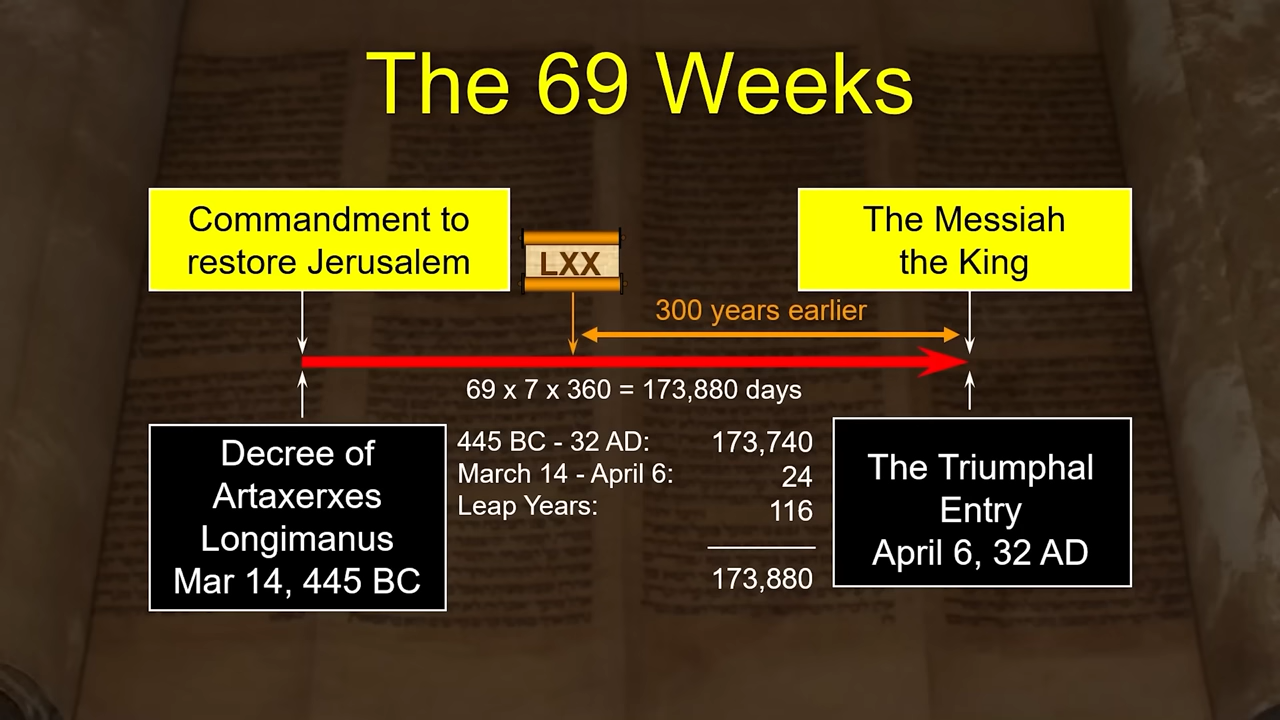 The 69 Weeks
Commandment to
restore Jerusalem
LXX
The Messiah
the King
300 years earlier
69 x 7 x 360 = 173,880 days
Decree of
Artaxerxes
Longimanus
Mar 14, 445 BC
445 BC - 32 AD: 173,740
March 14 - April 6: 24
Leap Years: 116
173,880
The Triumphal
Entry
April 6, 32 AD